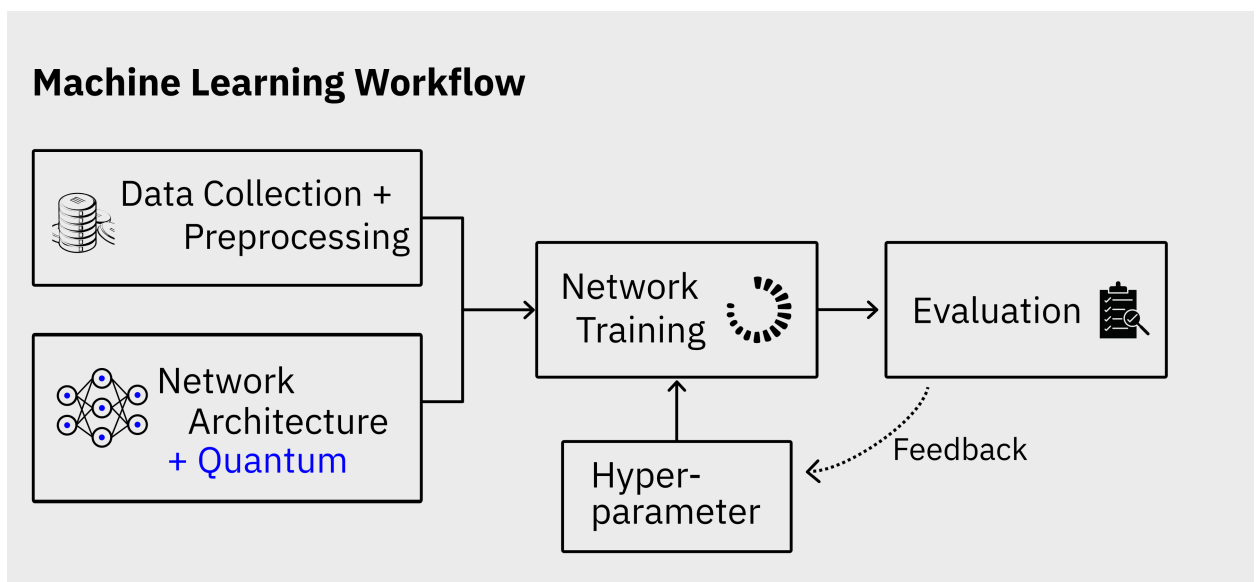 Machine Learning Workflow
Data Collection +
Preprocessing
Network
Architecture
+ Quantum
Network
Training
Hyper-
parameter
Evaluation
Feedback